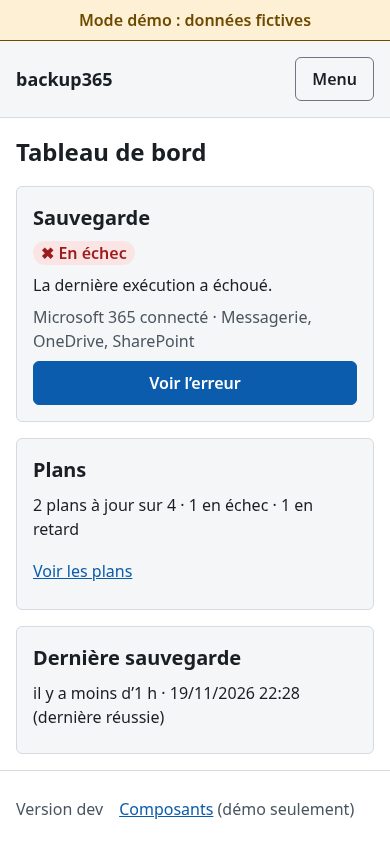 Mode démo : données fictives
backup365
Menu
Tableau de bord
Sauvegarde
✖ En échec
La dernière exécution a échoué.
Microsoft 365 connecté · Messagerie,
OneDrive, SharePoint
Voir l’erreur
Plans
2 plans à jour sur 4 · 1 en échec · 1 en
retard
Voir les plans
Dernière sauvegarde
il y a moins d’1 h · 19/11/2026 22:28
(dernière réussie)
Version dev Composants (démo seulement)